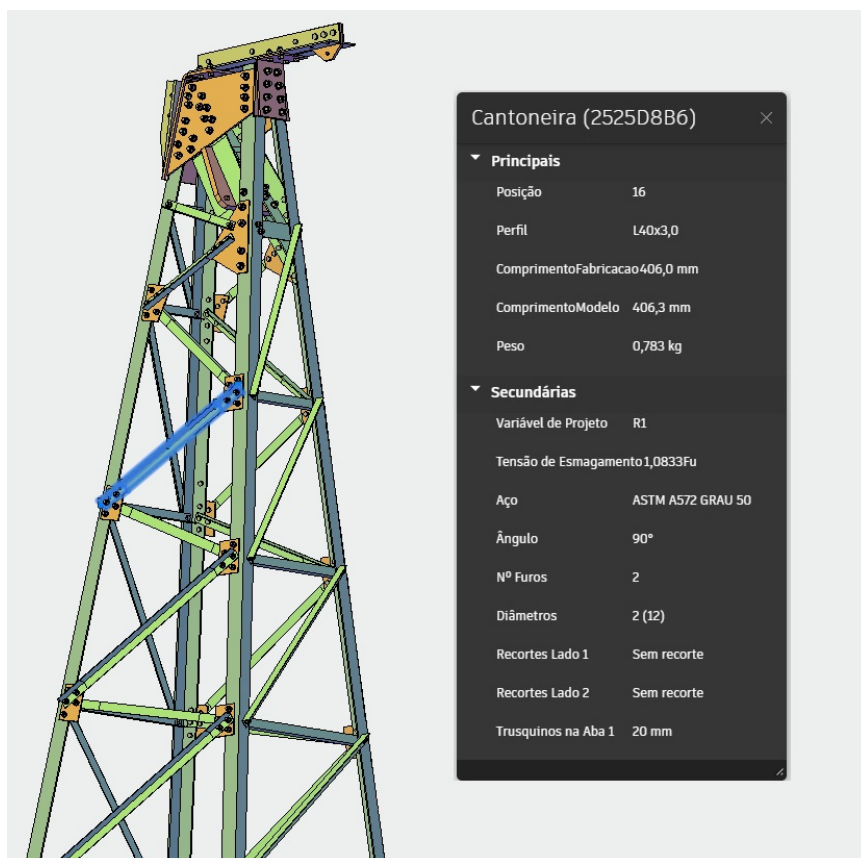 Cantoneira (2525D8B6)
Principais
Posição 16
Perfil L40x3,0
ComprimentoFabricacao 406,0 mm
ComprimentoModelo 406,3 mm
Peso 0,783 kg
Secundárias
Variável de Projeto R1
Tensão de Esmagamento 1,0833Fu
Aço ASTM A572 GRAU 50
Ângulo 90°
Nº Furos 2
Diâmetros 2 (12)
Recortes Lado 1 Sem recorte
Recortes Lado 2 Sem recorte
Trusquinos na Aba 1 20 mm